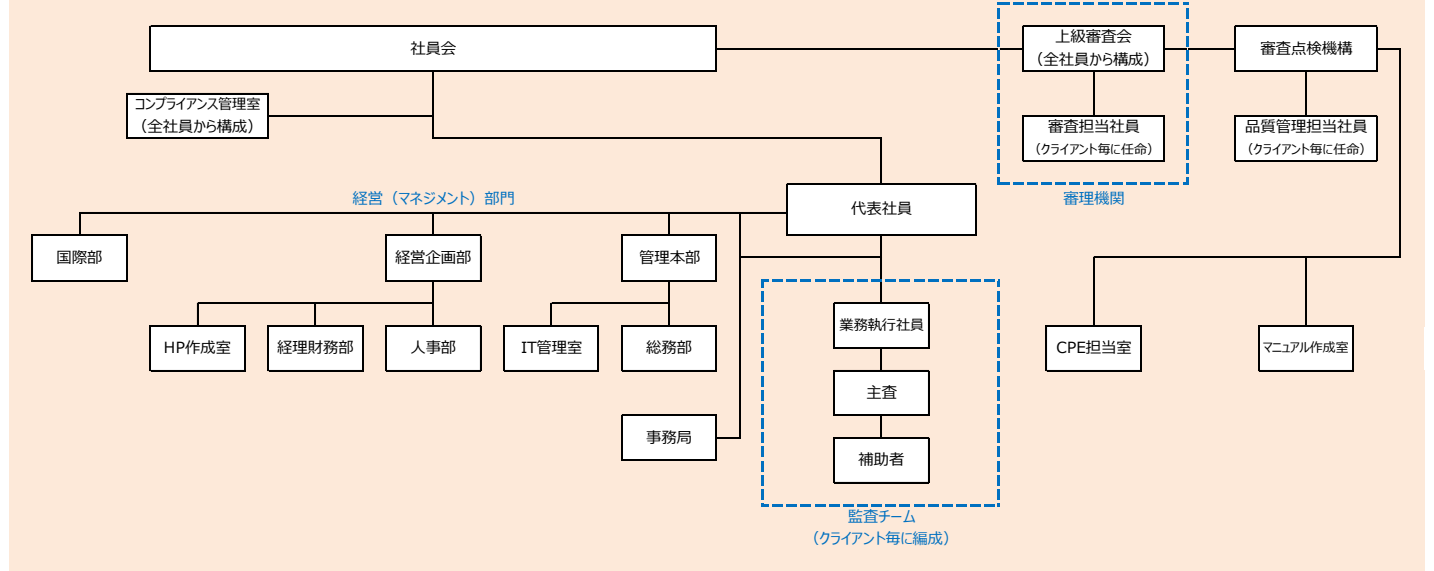 社員会
上級審査会
（全社員から構成）
審査点検機構
コンプライアンス管理室
（全社員から構成）
審査担当社員
（クライアント毎に任命）
品質管理担当社員
（クライアント毎に任命）
経営（マネジメント）部門
代表社員
審理機関
国際部
経営企画部
管理本部
HP作成室
経理財務部
人事部
IT管理室
総務部
業務執行社員
CPE担当室
マニュアル作成室
主査
事務局
補助者
監査チーム
（クライアント毎に編成）